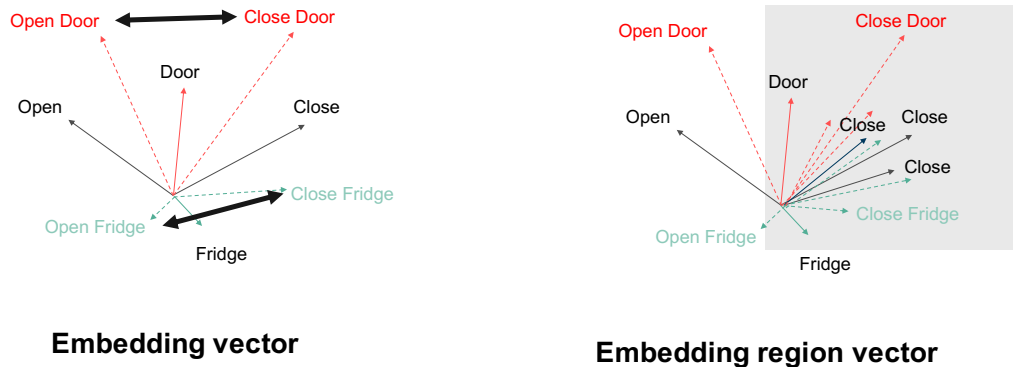 Open Door
Close Door
Door
Open
Close
Close Fridge
Open Fridge
Fridge
Embedding vector
Open Door
Close Door
Door
Open
Close
Close
Close
Close Fridge
Open Fridge
Fridge
Embedding region vector